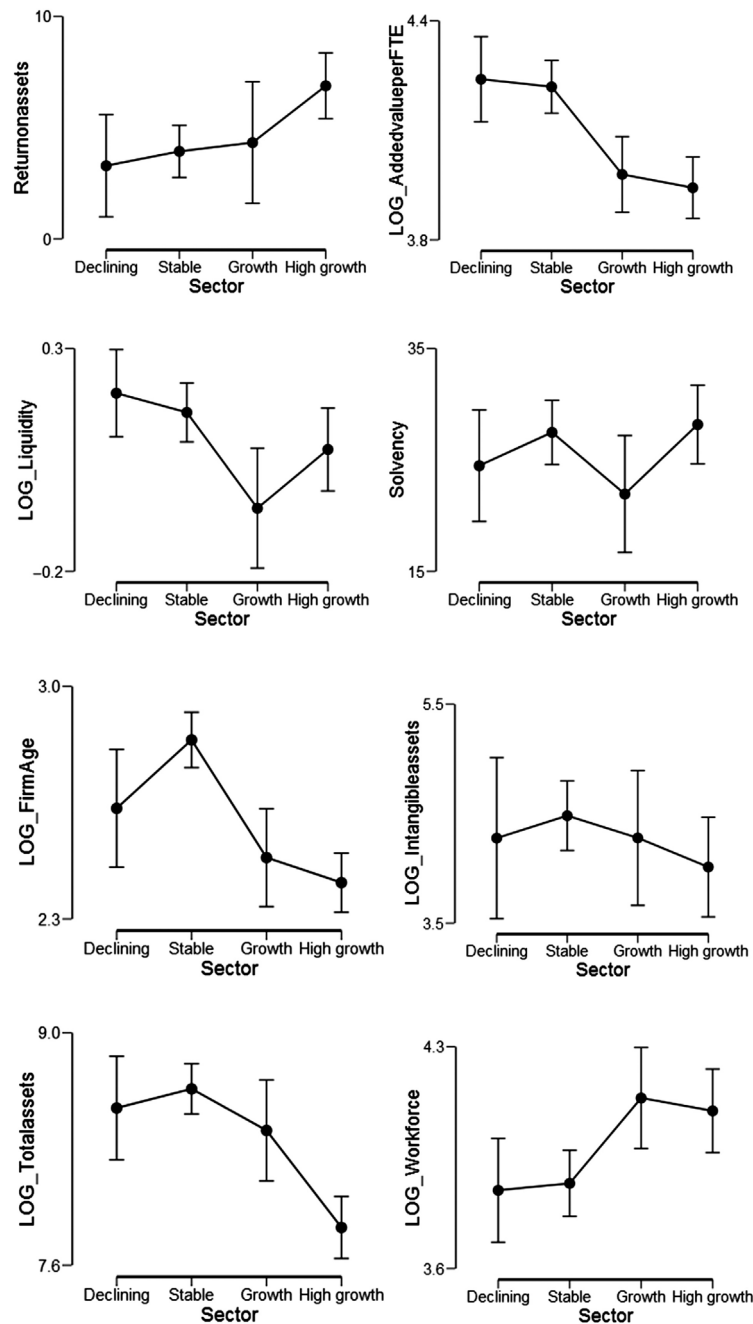 10
Returnonassets
0
Declining Stable Growth High growth
Sector
4.4
LOG_AddedvalueperFTE
3.8
Declining Stable Growth High growth
Sector
0.3
LOG_Liquidity
−0.2
Declining Stable Growth High growth
Sector
35
Solvency
15
Declining Stable Growth High growth
Sector
3.0
LOG_FirmAge
2.3
Declining Stable Growth High growth
Sector
5.5
LOG_Intangibleassets
3.5
Declining Stable Growth High growth
Sector
9.0
LOG_Totalassets
7.6
Declining Stable Growth High growth
Sector
4.3
LOG_Workforce
3.6
Declining Stable Growth High growth
Sector